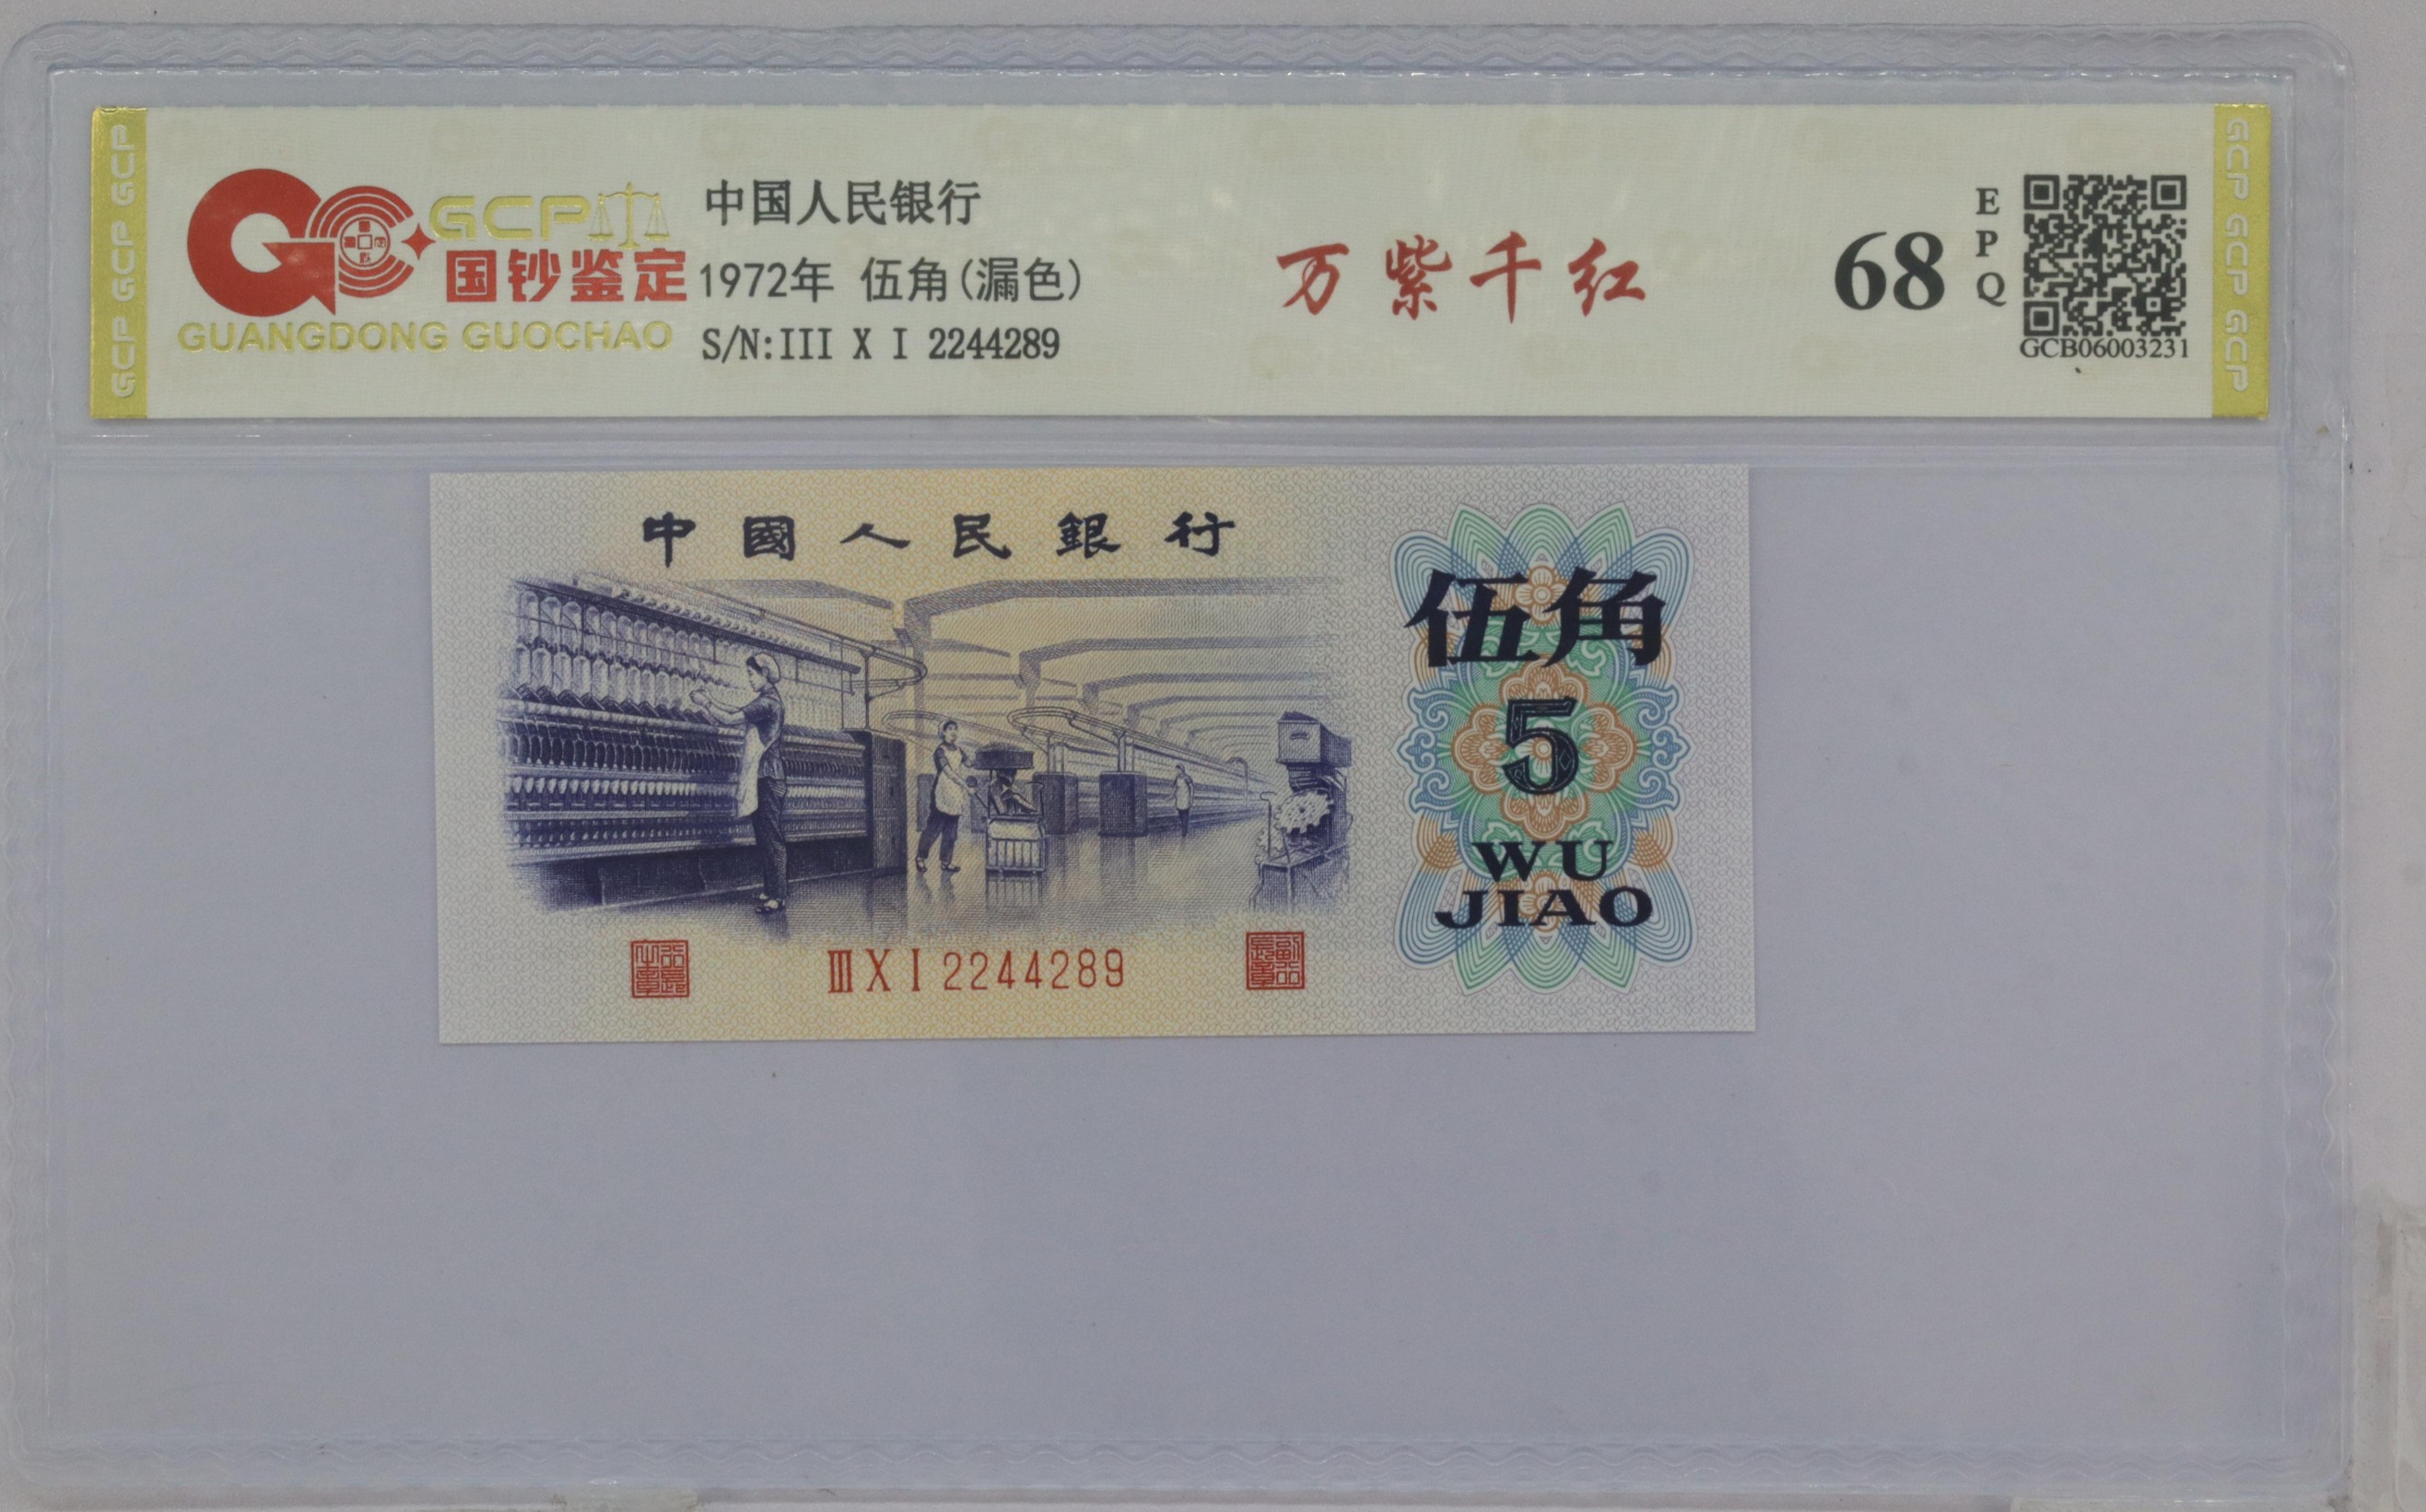 GCP
国钞鉴定
GUANGDONG GUOCHAO
中国人民银行
1972年 伍角(漏色)
S/N:III X I 2244289
万紫千红
68
EPQ
GCB06003231
GCP GCP GCP
GCP GCP GCP
中國人民銀行
伍角
5
WU
JIAO
III X I 2244289